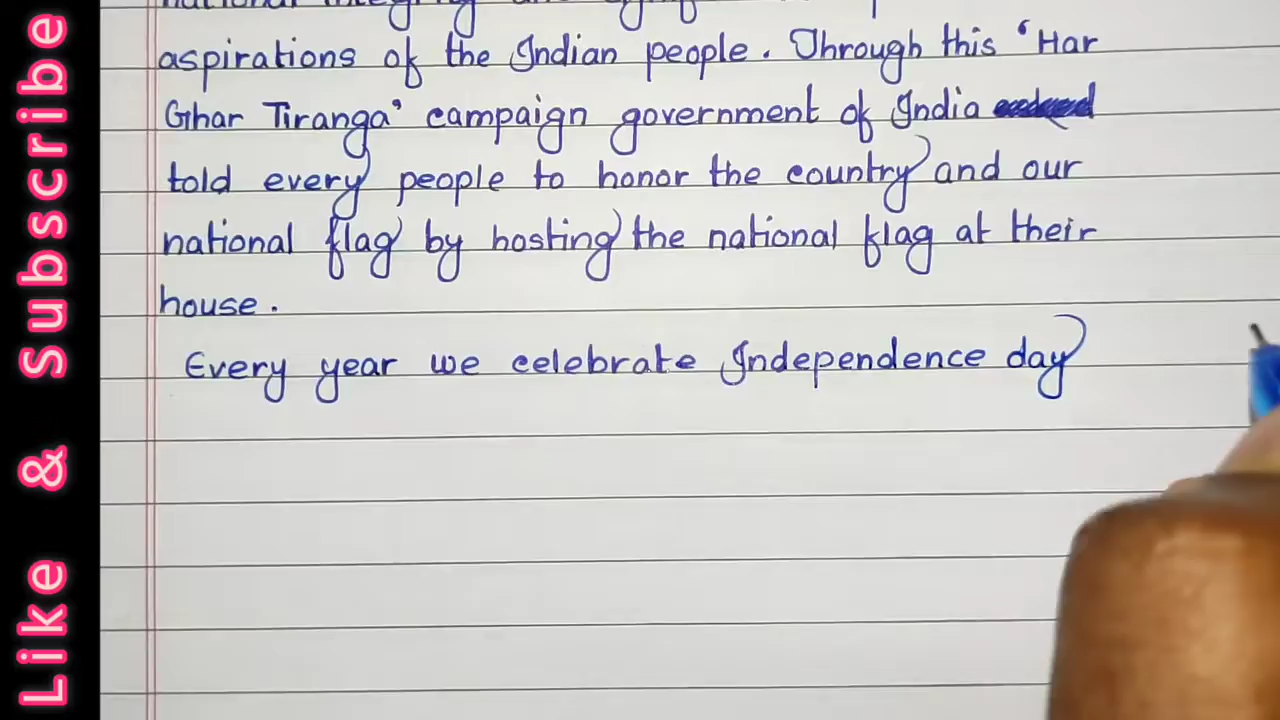 aspirations of the Indian people. Through this ‘Har
Ghar Tiranga’ campaign government of India
told every people to honor the country and our
national flag by hosting the national flag at their
house.
Every year we celebrate Independence day
Like & Subscribe